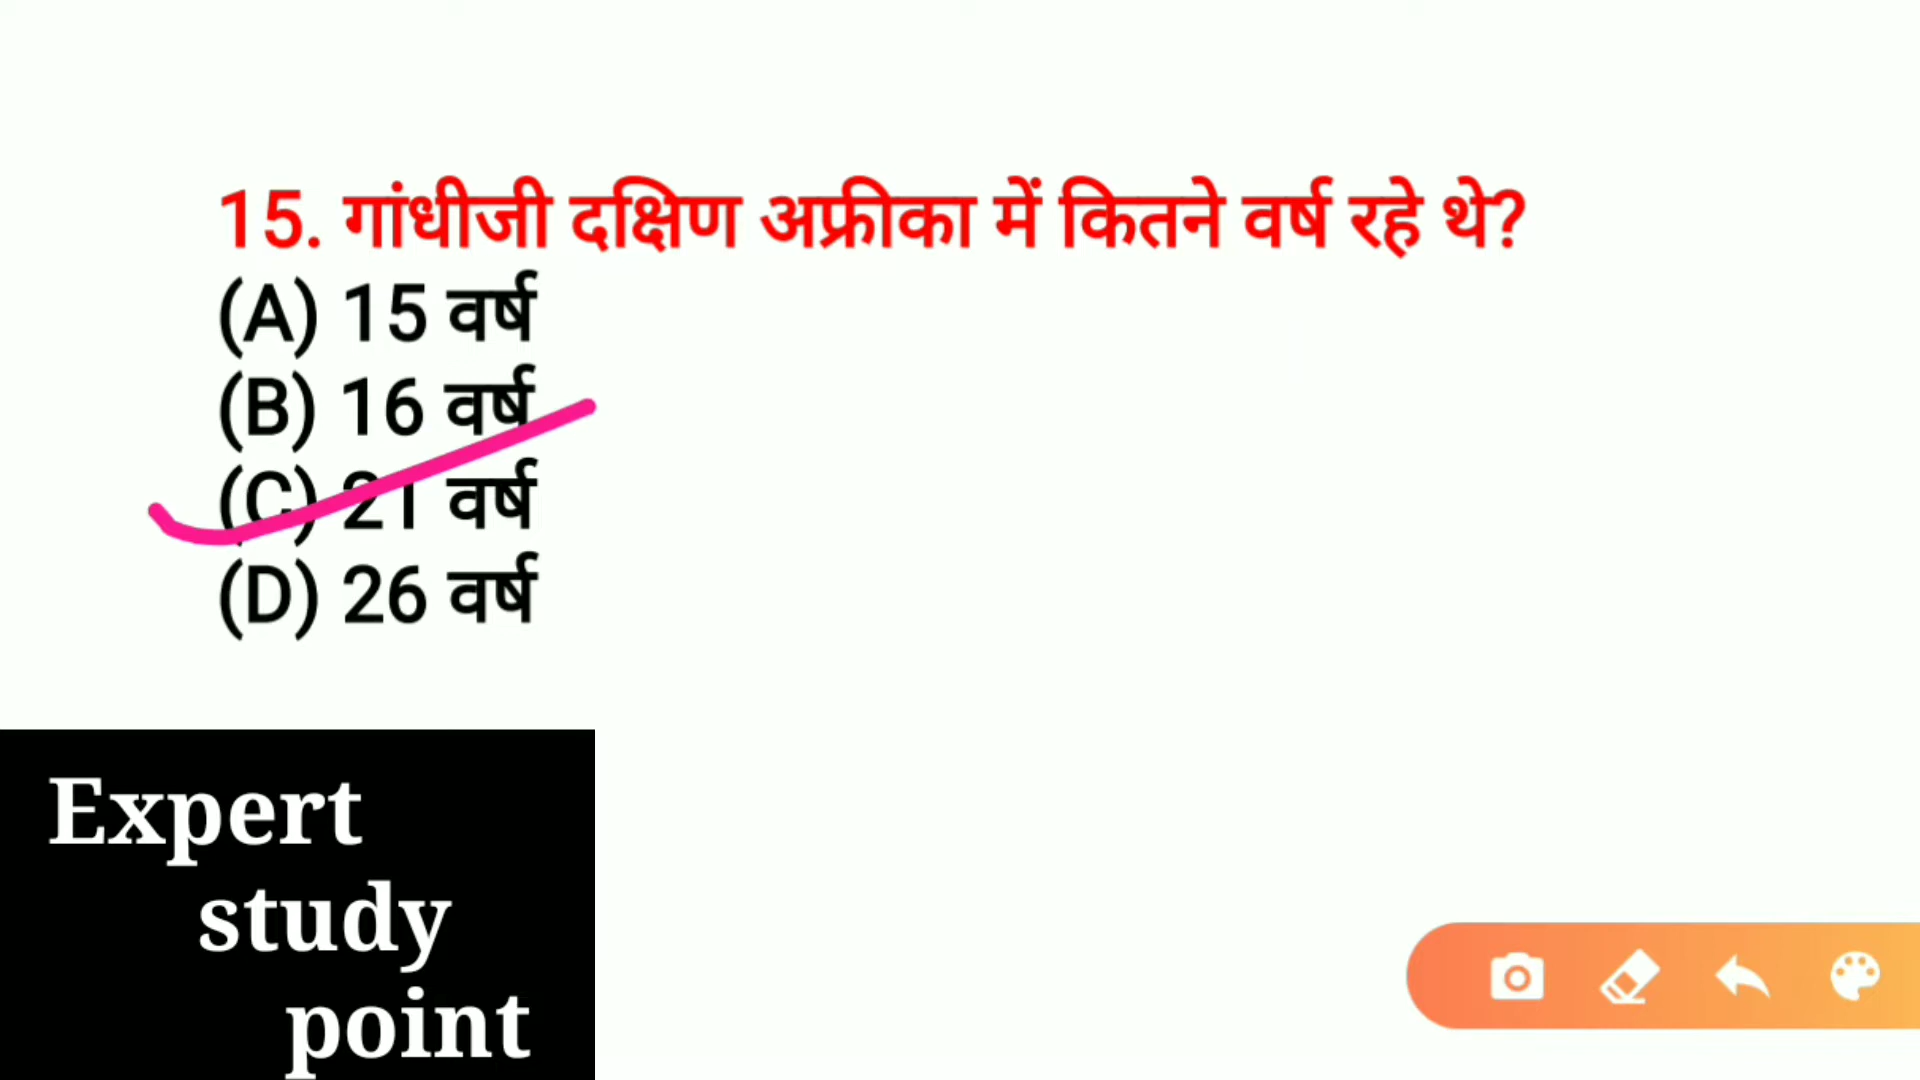 15. गांधीजी दक्षिण अफ्रीका में कितने वर्ष रहे थे?
(A) 15 वर्ष
(B) 16 वर्ष
(C) 21 वर्ष
(D) 26 वर्ष
Expert
study
point